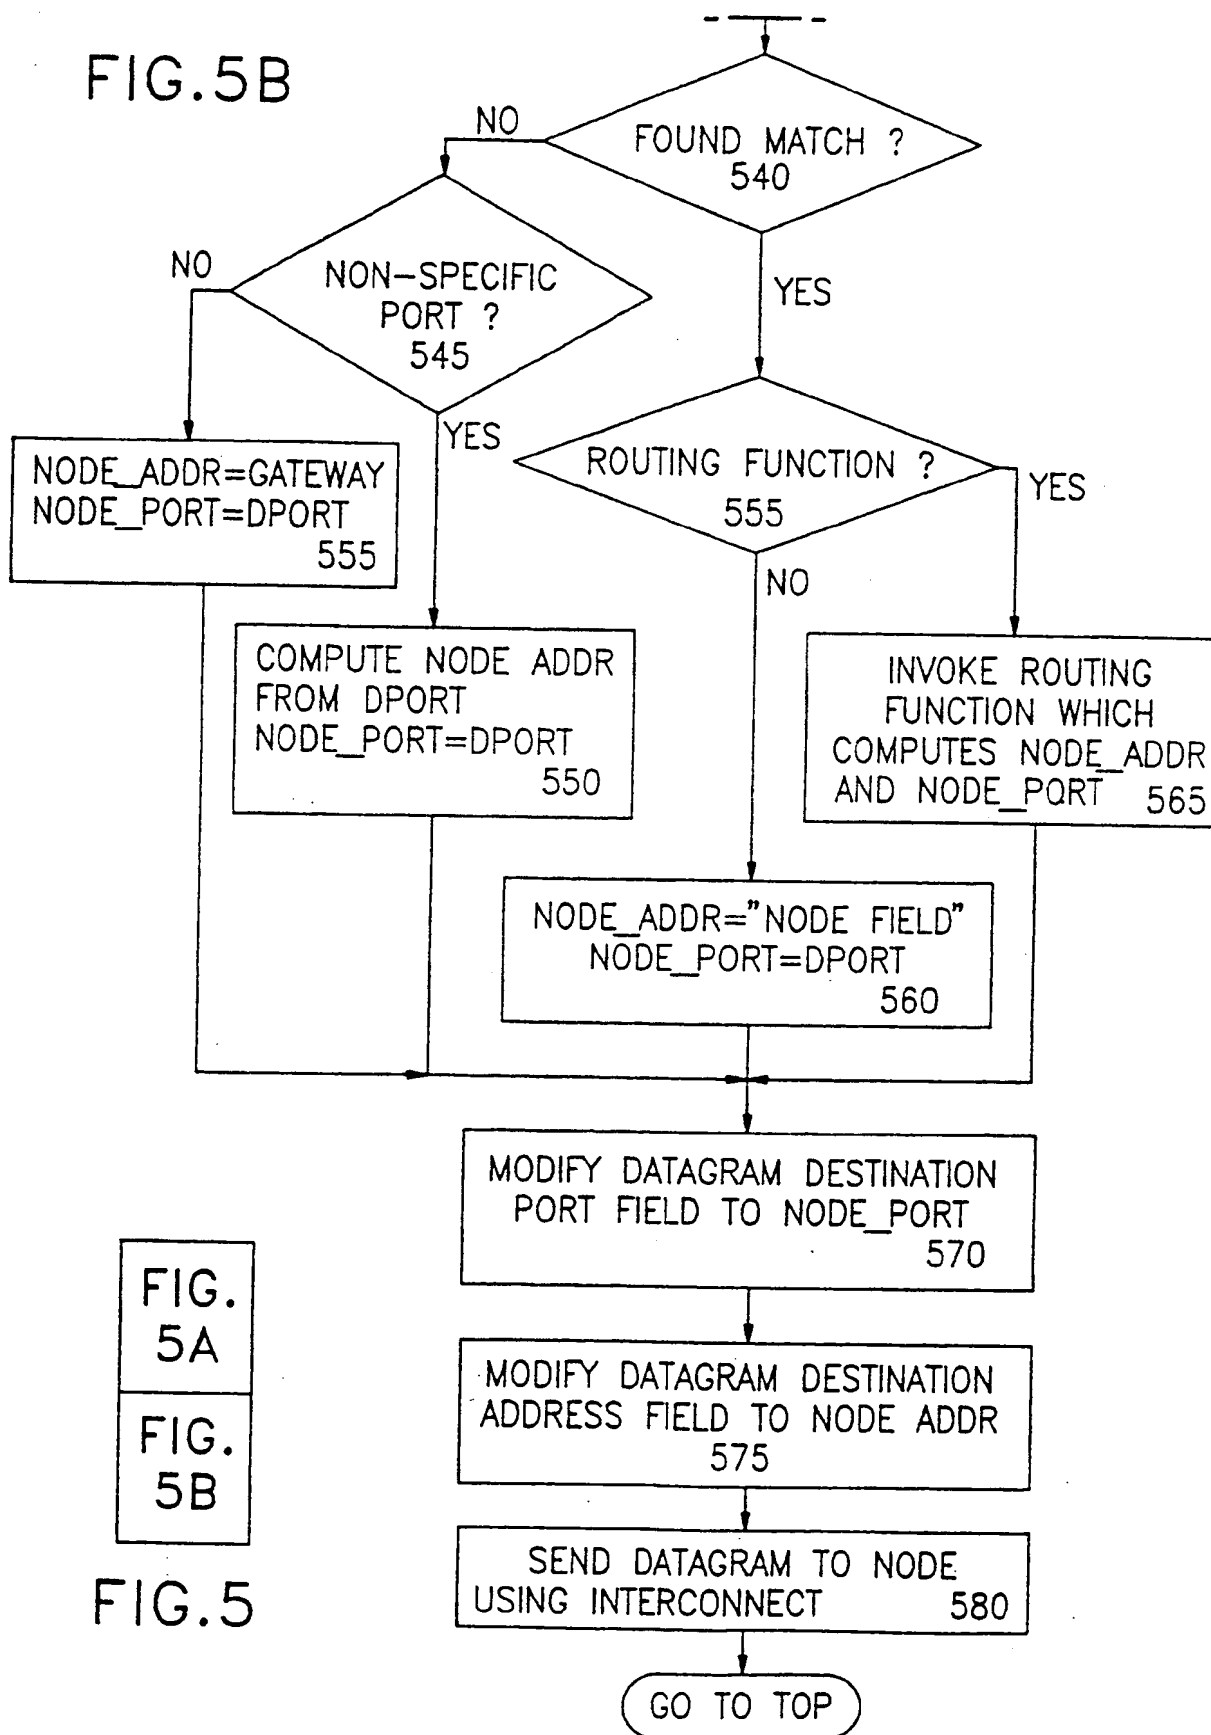 FIG.5B
FOUND MATCH ?
540
NO
YES
NON-SPECIFIC
PORT ?
545
NO
YES
ROUTING FUNCTION ?
555
YES
NO
NODE_ADDR=GATEWAY
NODE_PORT=DPORT
555
COMPUTE NODE ADDR
FROM DPORT
NODE_PORT=DPORT
550
INVOKE ROUTING
FUNCTION WHICH
COMPUTES NODE_ADDR
AND NODE_PORT 565
NODE_ADDR="NODE FIELD"
NODE_PORT=DPORT
560
MODIFY DATAGRAM DESTINATION
PORT FIELD TO NODE_PORT
570
MODIFY DATAGRAM DESTINATION
ADDRESS FIELD TO NODE ADDR
575
SEND DATAGRAM TO NODE
USING INTERCONNECT 580
GO TO TOP
FIG.
5A
FIG.
5B
FIG.5